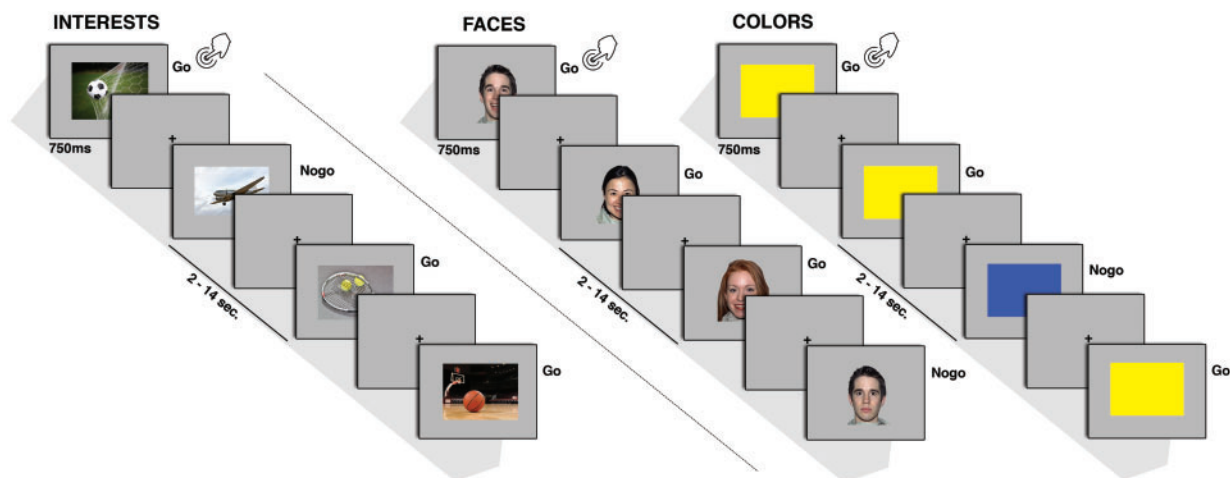 INTERESTS
Go
750ms
Nogo
Go
2 - 14 sec.
Go
FACES
Go
750ms
Go
Go
2 - 14 sec.
Nogo
COLORS
Go
750ms
Go
Nogo
2 - 14 sec.
Go